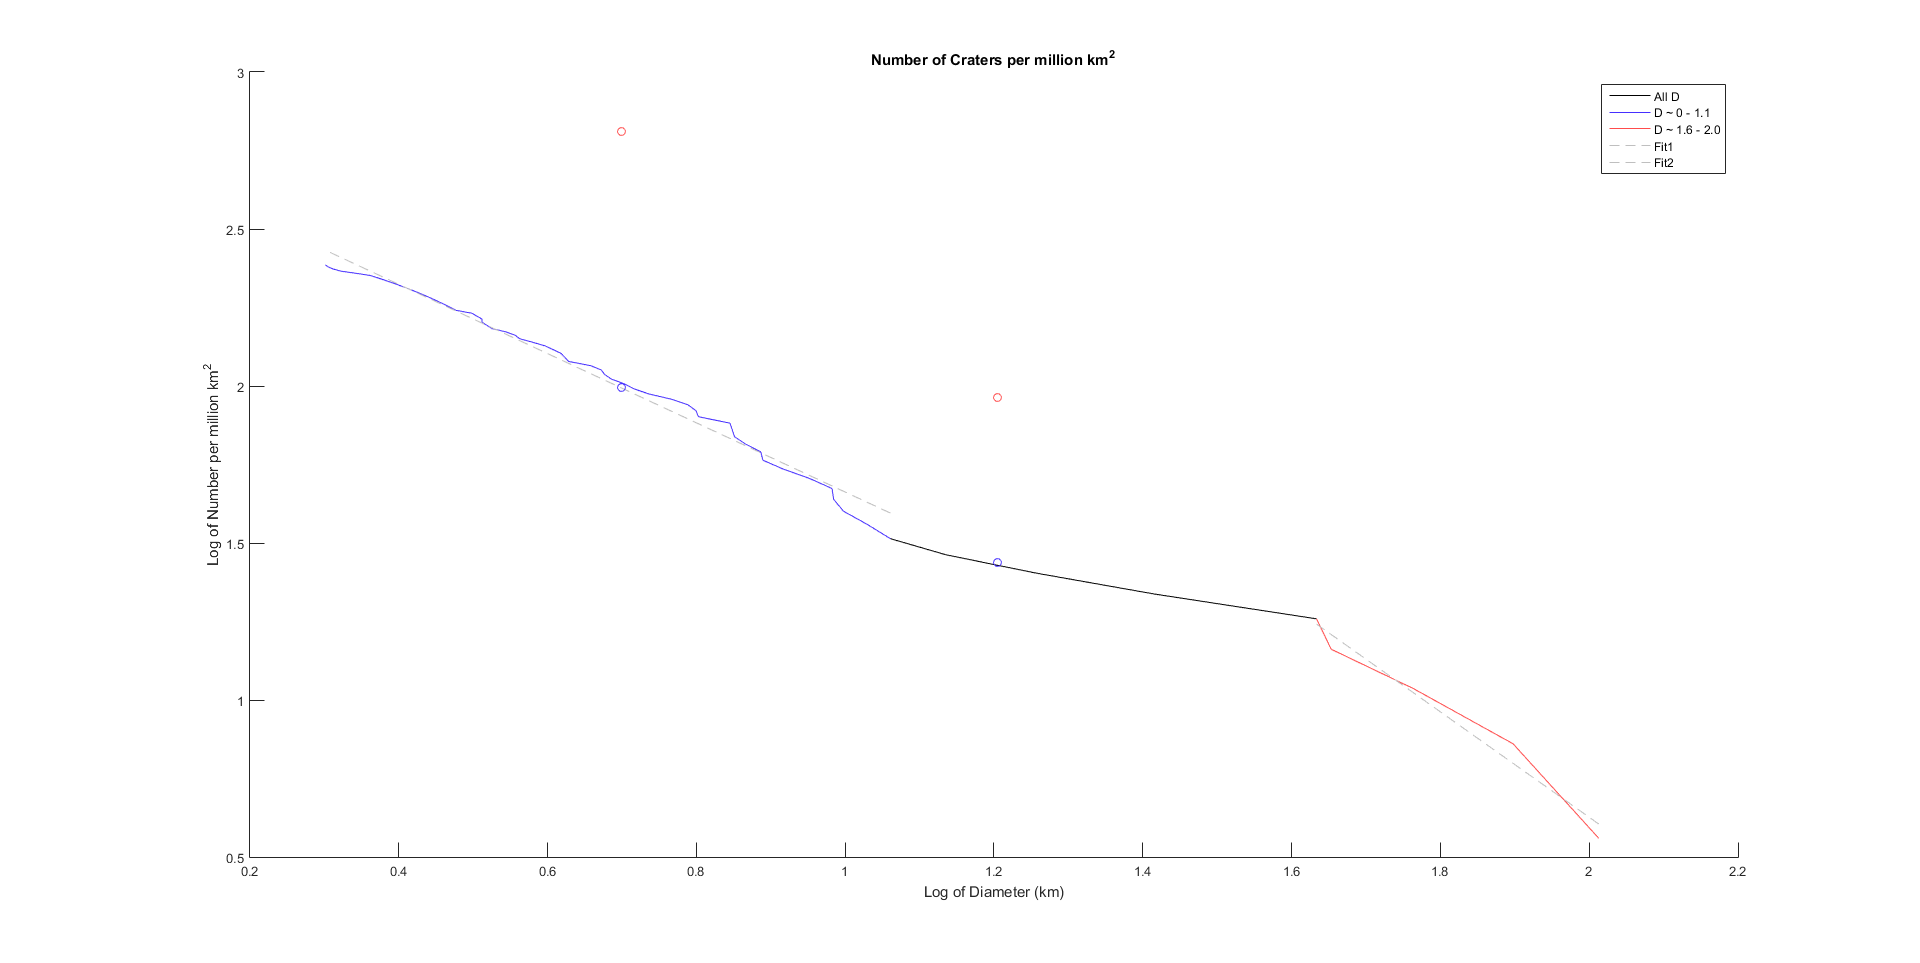 Number of Craters per million km²
All D
D ~ 0 - 1.1
D ~ 1.6 - 2.0
Fit1
Fit2
Log of Number per million km²
3
2.5
2
1.5
1
0.5
0.2 0.4 0.6 0.8 1 1.2 1.4 1.6 1.8 2 2.2
Log of Diameter (km)